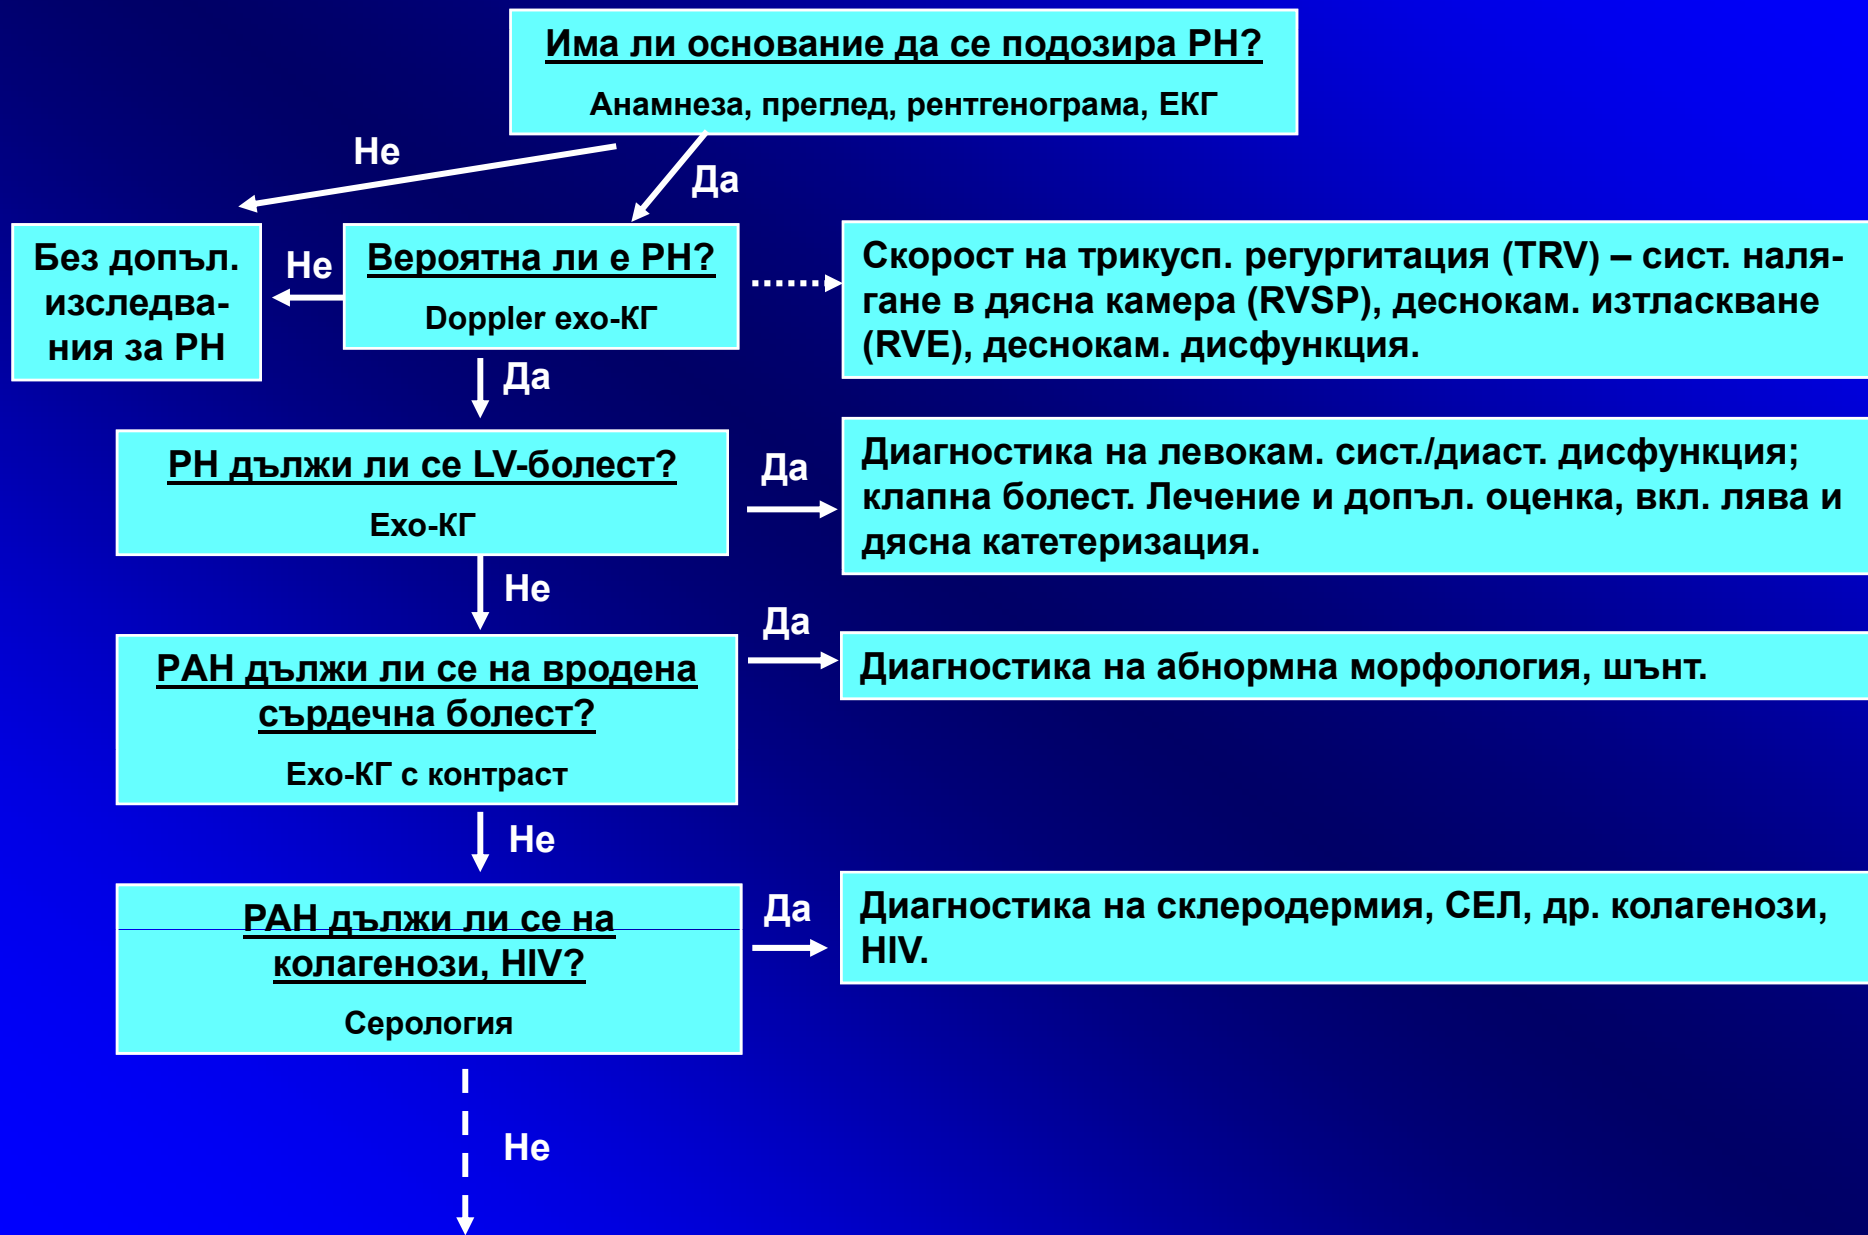 Има ли основание да се подозира PH?
Анамнеза, преглед, рентгенограма, ЕКГ
Не
Да
Без допъл.
изследва-
ния за PH
Не
Вероятна ли е PH?
Doppler ехо-КГ
Скорост на трикусп. регургитация (TRV) – сист. наля-
гане в дясна камера (RVSP), деснокам. изтласкване
(RVE), деснокам. дисфункция.
Да
PH дължи ли се LV-болест?
Ехо-КГ
Да
Диагностика на левокам. сист./диаст. дисфункция;
клапна болест. Лечение и допъл. оценка, вкл. лява и
дясна катетеризация.
Не
PAH дължи ли се на вродена
сърдечна болест?
Ехо-КГ с контраст
Да
Диагностика на абнормна морфология, шънт.
Не
PAH дължи ли се на
колагенози, HIV?
Серология
Да
Диагностика на склеродермия, СЕЛ, др. колагенози,
HIV.
Не